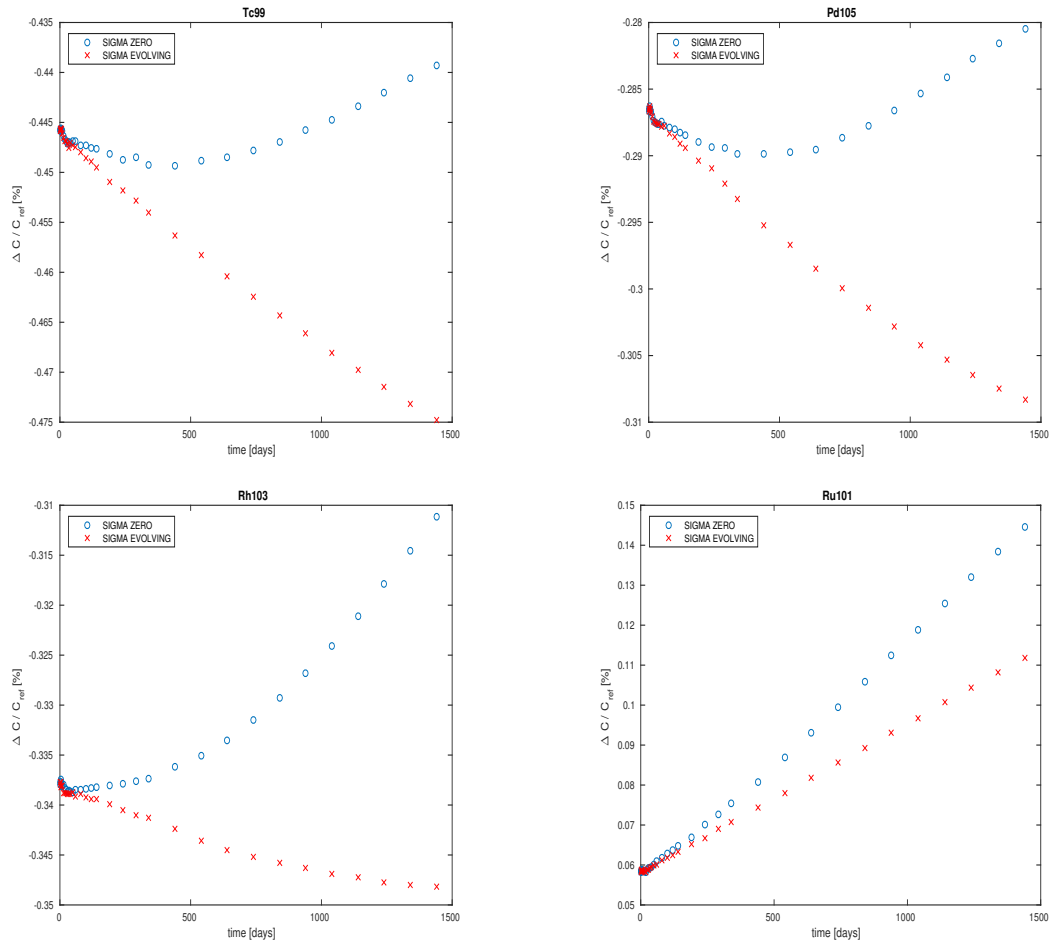 Tc99
-0.435
-0.44
-0.445
-0.45
-0.455
-0.46
-0.465
-0.47
-0.475
Δ C / C ref [%]
SIGMA ZERO
SIGMA EVOLVING
0 500 1000 1500
time [days]
Pd105
-0.28
-0.285
-0.29
-0.295
-0.3
-0.305
-0.31
Δ C / C ref [%]
SIGMA ZERO
SIGMA EVOLVING
0 500 1000 1500
time [days]
Rh103
-0.31
-0.315
-0.32
-0.325
-0.33
-0.335
-0.34
-0.345
-0.35
Δ C / C ref [%]
SIGMA ZERO
SIGMA EVOLVING
0 500 1000 1500
time [days]
Ru101
0.15
0.14
0.13
0.12
0.11
0.1
0.09
0.08
0.07
0.06
0.05
Δ C / C ref [%]
SIGMA ZERO
SIGMA EVOLVING
0 500 1000 1500
time [days]